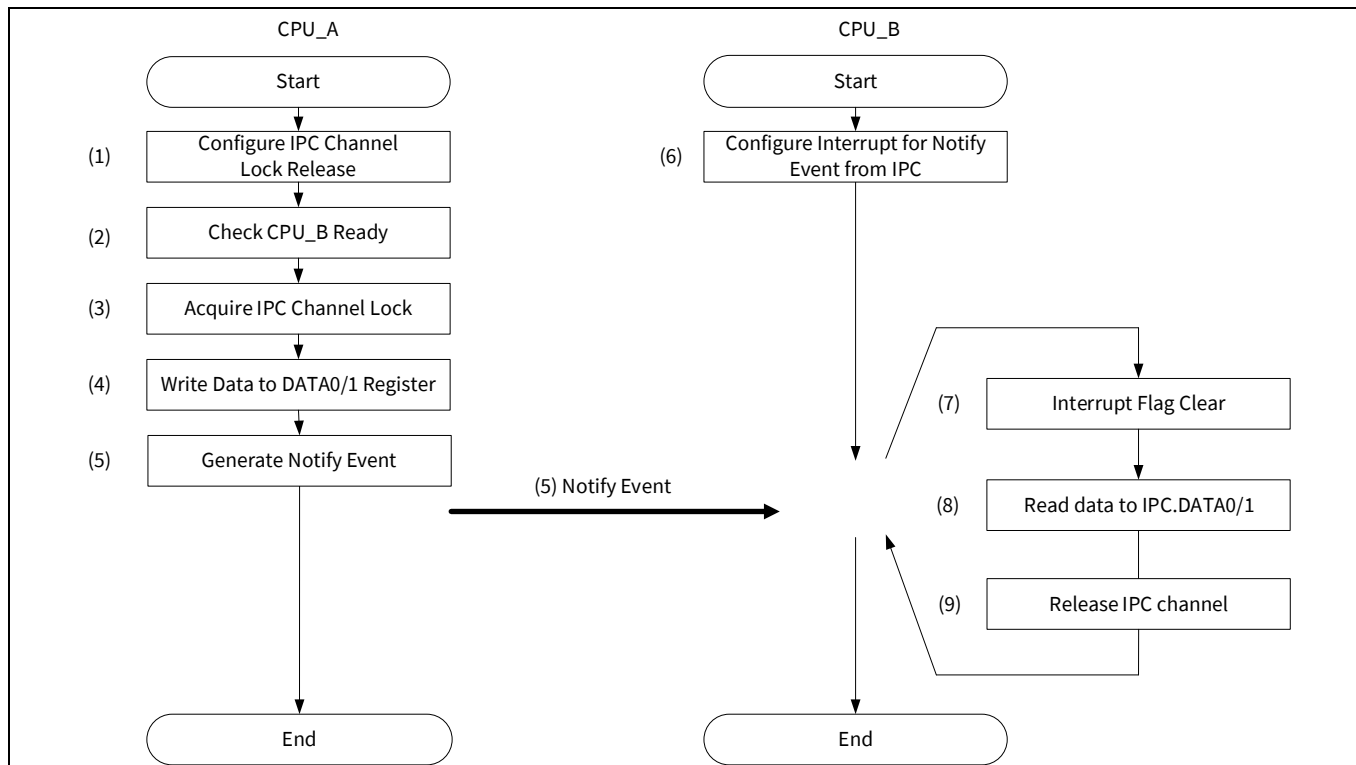 CPU_A
Start
(1)
Configure IPC Channel
Lock Release
(2)
Check CPU_B Ready
(3)
Acquire IPC Channel Lock
(4)
Write Data to DATA0/1 Register
(5)
Generate Notify Event
(5) Notify Event
End
CPU_B
Start
(6)
Configure Interrupt for Notify
Event from IPC
(7)
Interrupt Flag Clear
(8)
Read data to IPC.DATA0/1
(9)
Release IPC channel
End